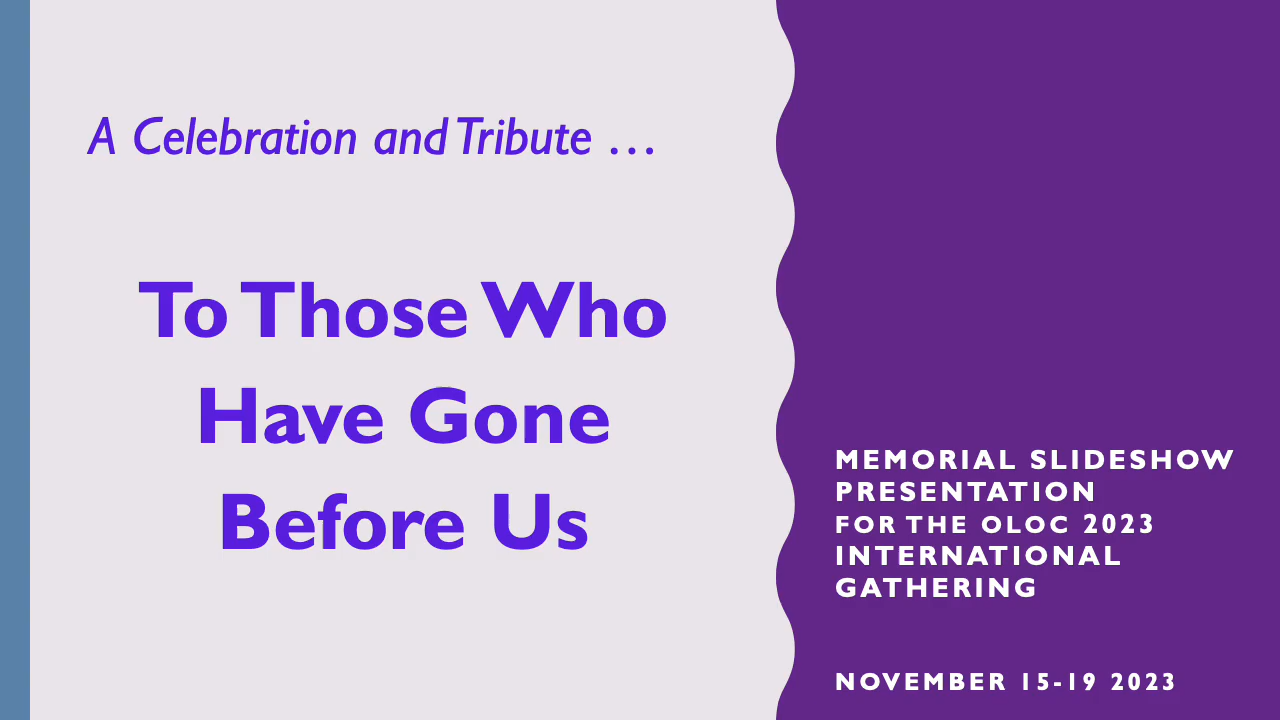 A Celebration and Tribute …
To Those Who
Have Gone
Before Us
MEMORIAL SLIDESHOW
PRESENTATION
FOR THE OLOC 2023
INTERNATIONAL
GATHERING
NOVEMBER 15-19 2023